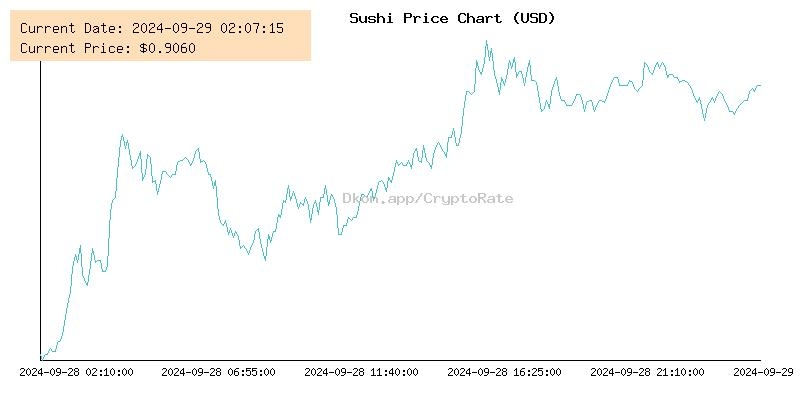 Sushi Price Chart (USD)
Current Date: 2024-09-29 02:07:15
Current Price: $0.9060
Dkon.app/CryptoRate
2024-09-28 02:10:00 2024-09-28 06:55:00 2024-09-28 11:40:00 2024-09-28 16:25:00 2024-09-28 21:10:00 2024-09-29